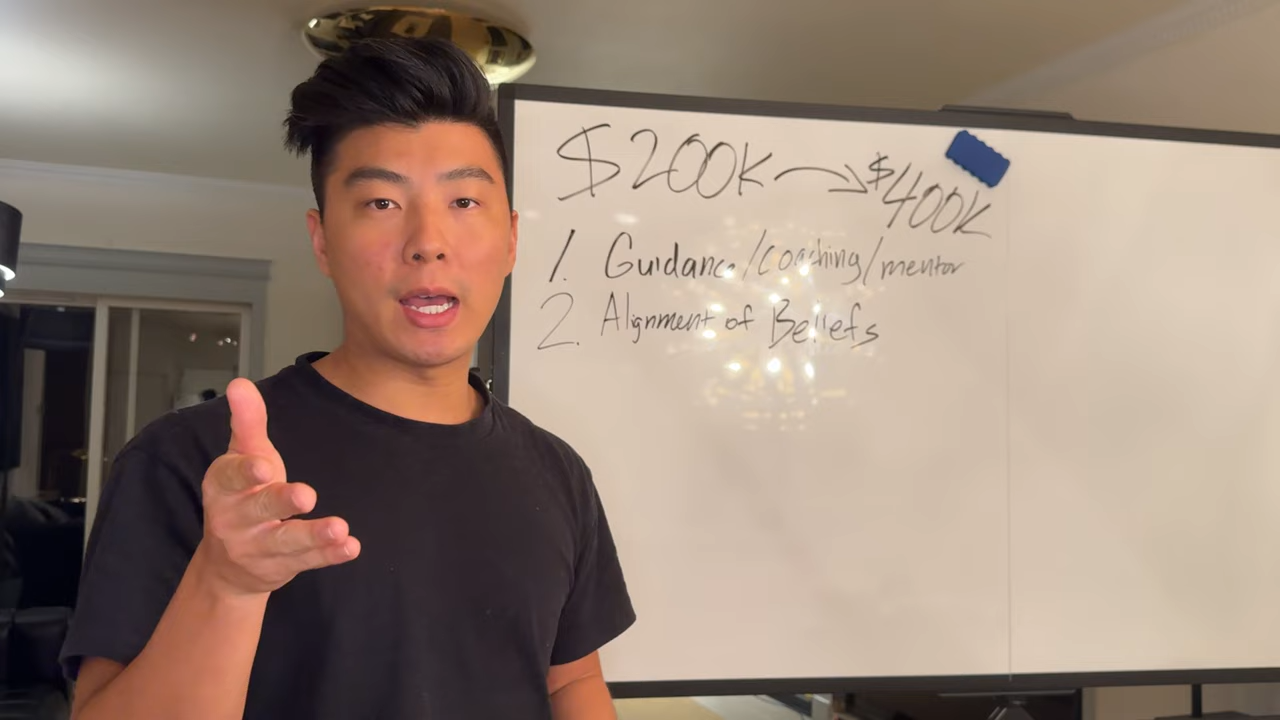 $200K → $400K
1. Guidance/coaching/mentor
2. Alignment of Beliefs